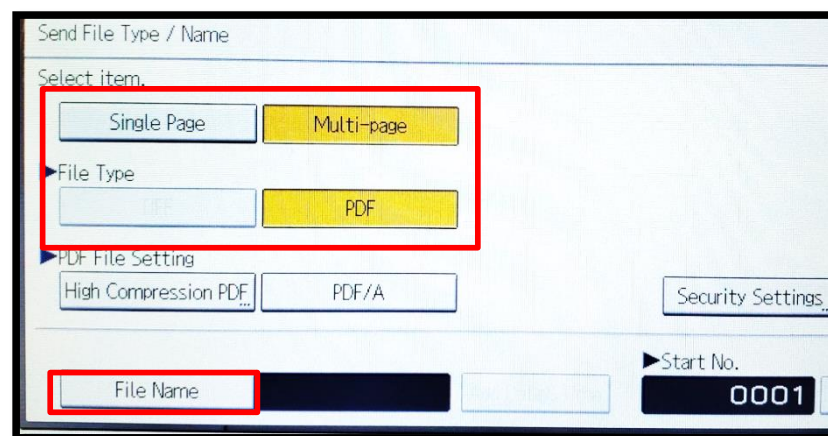 Send File Type / Name
Select item.
Single Page Multi-page
►File Type
PDF
►PDF File Setting
High Compression PDF PDF/A Security Settings
►Start No.
File Name 0001